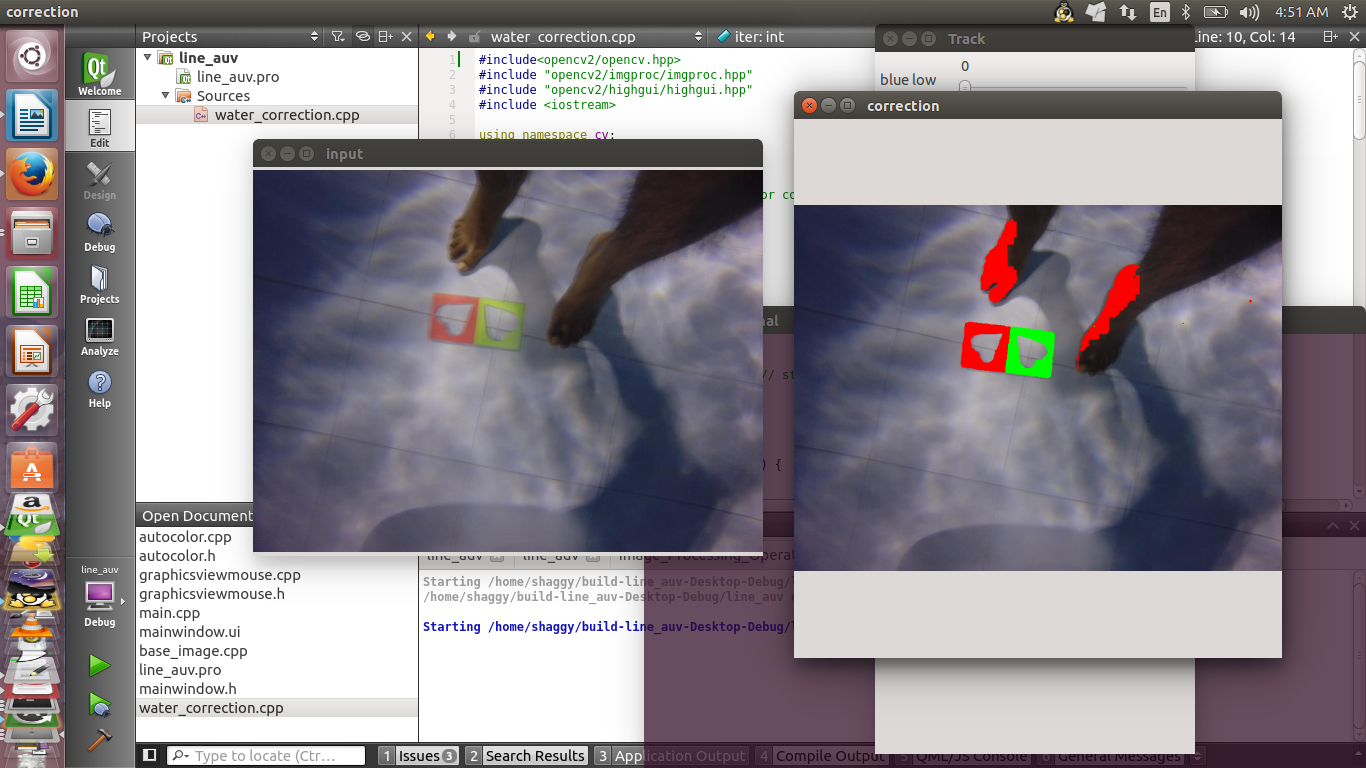 correction
En
4:51 AM
Projects
water_correction.cpp
iter: int
Track
Line: 10, Col: 14
Welcome
Edit
Design
Debug
Projects
Analyze
Help
line_auv
Debug
line_auv
line_auv.pro
Sources
water_correction.cpp
1 #include<opencv2/opencv.hpp>
2 #include "opencv2/imgproc/imgproc.hpp"
3 #include "opencv2/highgui/highgui.hpp"
4 #include <iostream>
5
6 using namespace cv;
0
blue low
input
correction
// st
) {
Open Document
autocolor.cpp
autocolor.h
graphicsviewmouse.cpp
graphicsviewmouse.h
main.cpp
mainwindow.ui
base_image.cpp
line_auv.pro
mainwindow.h
water_correction.cpp
line_auv
line_auv
Image_Processing_Operat
Starting /home/shaggy/build-line_auv-Desktop-Debug/
/home/shaggy/build-line_auv-Desktop-Debug/line_auv
Starting /home/shaggy/build-line_auv-Desktop-Debug/
Type to locate (Ctr…
1 Issues 3
2 Search Results
3 Application Output
4 Compile Output
5 QML/JS Console
6 General Messages